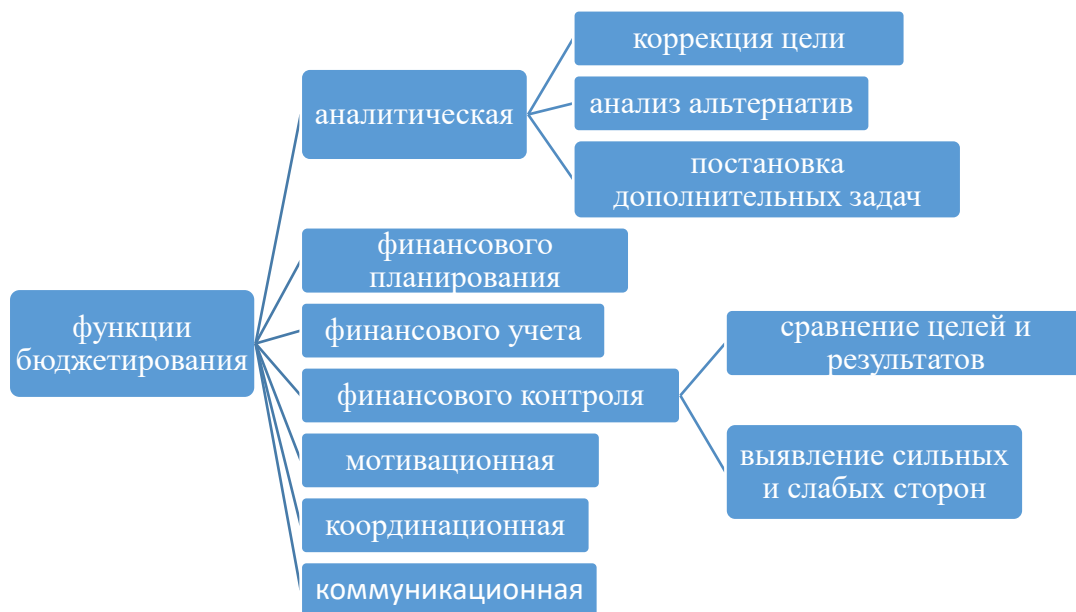 функции
бюджетирования
аналитическая
коррекция цели
анализ альтернатив
постановка
дополнительных задач
финансового
планирования
финансового учета
финансового контроля
сравнение целей и
результатов
выявление сильных
и слабых сторон
мотивационная
координационная
коммуникационная